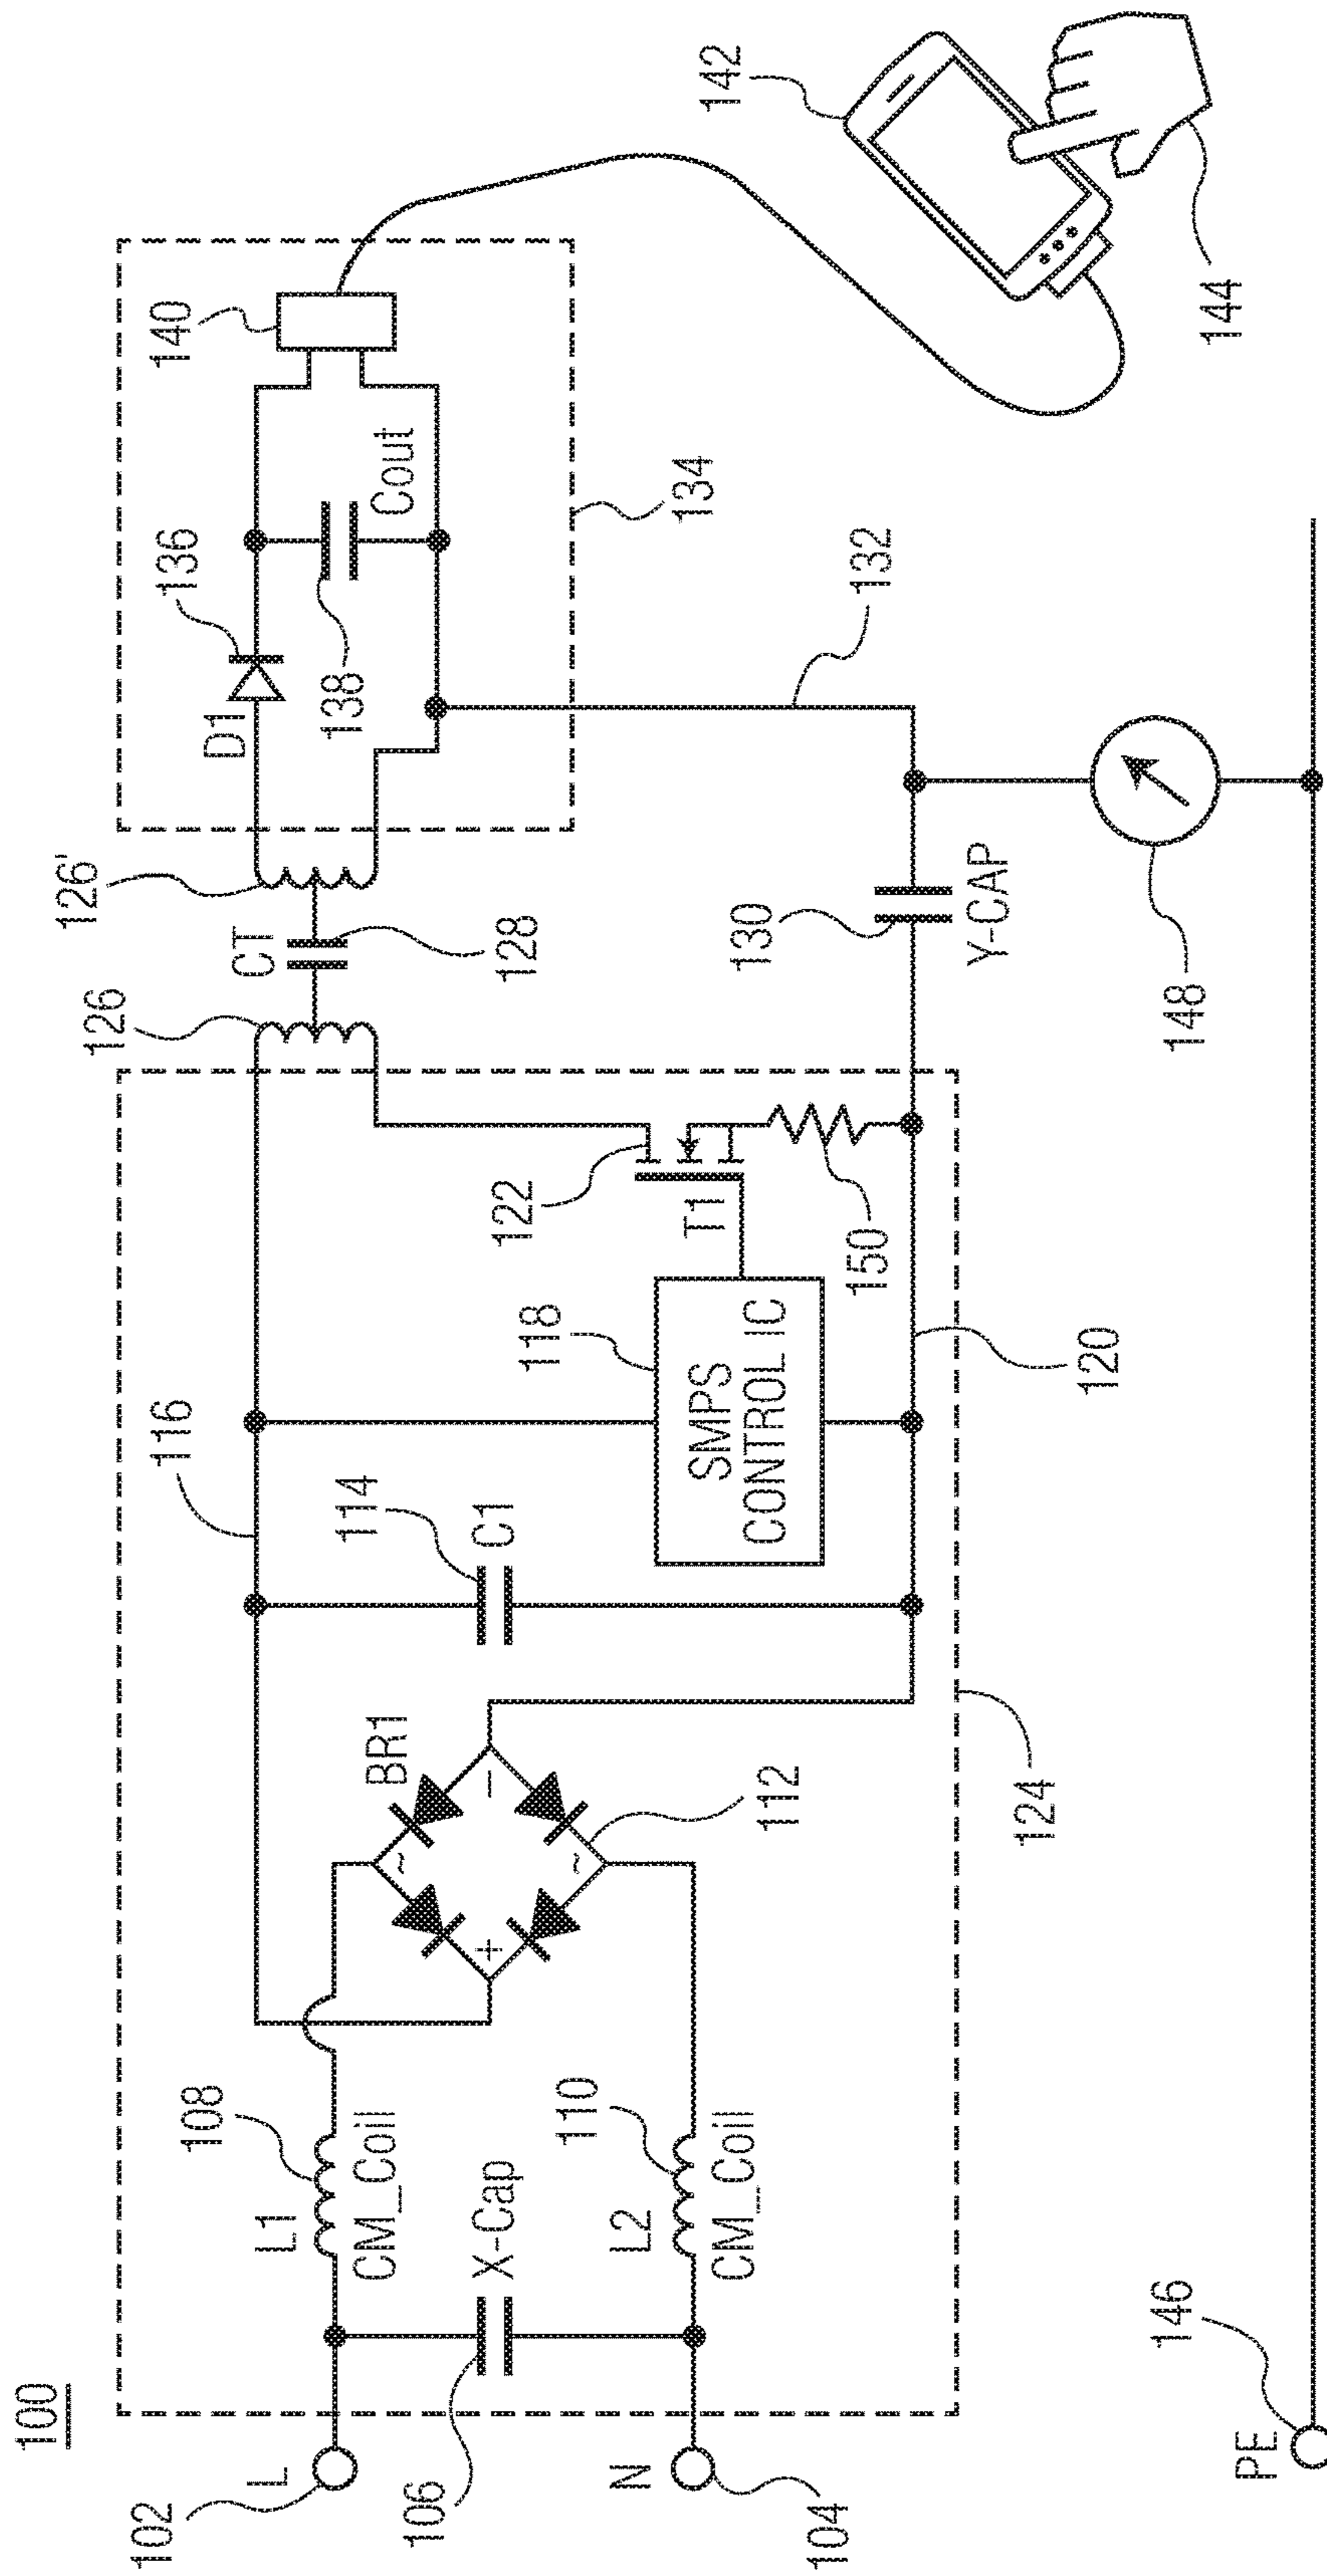 100
102
L
106
N
104
L1
108
CM_Coil
X-Cap
L2
110
CM_Coil
BR1
~
~
+
−
112
116
114
C1
118
SMPS
CONTROL IC
122
T1
150
120
124
126
CT
128
126'
130
Y-CAP
D1
136
138
Cout
140
134
132
142
144
148
146
PE